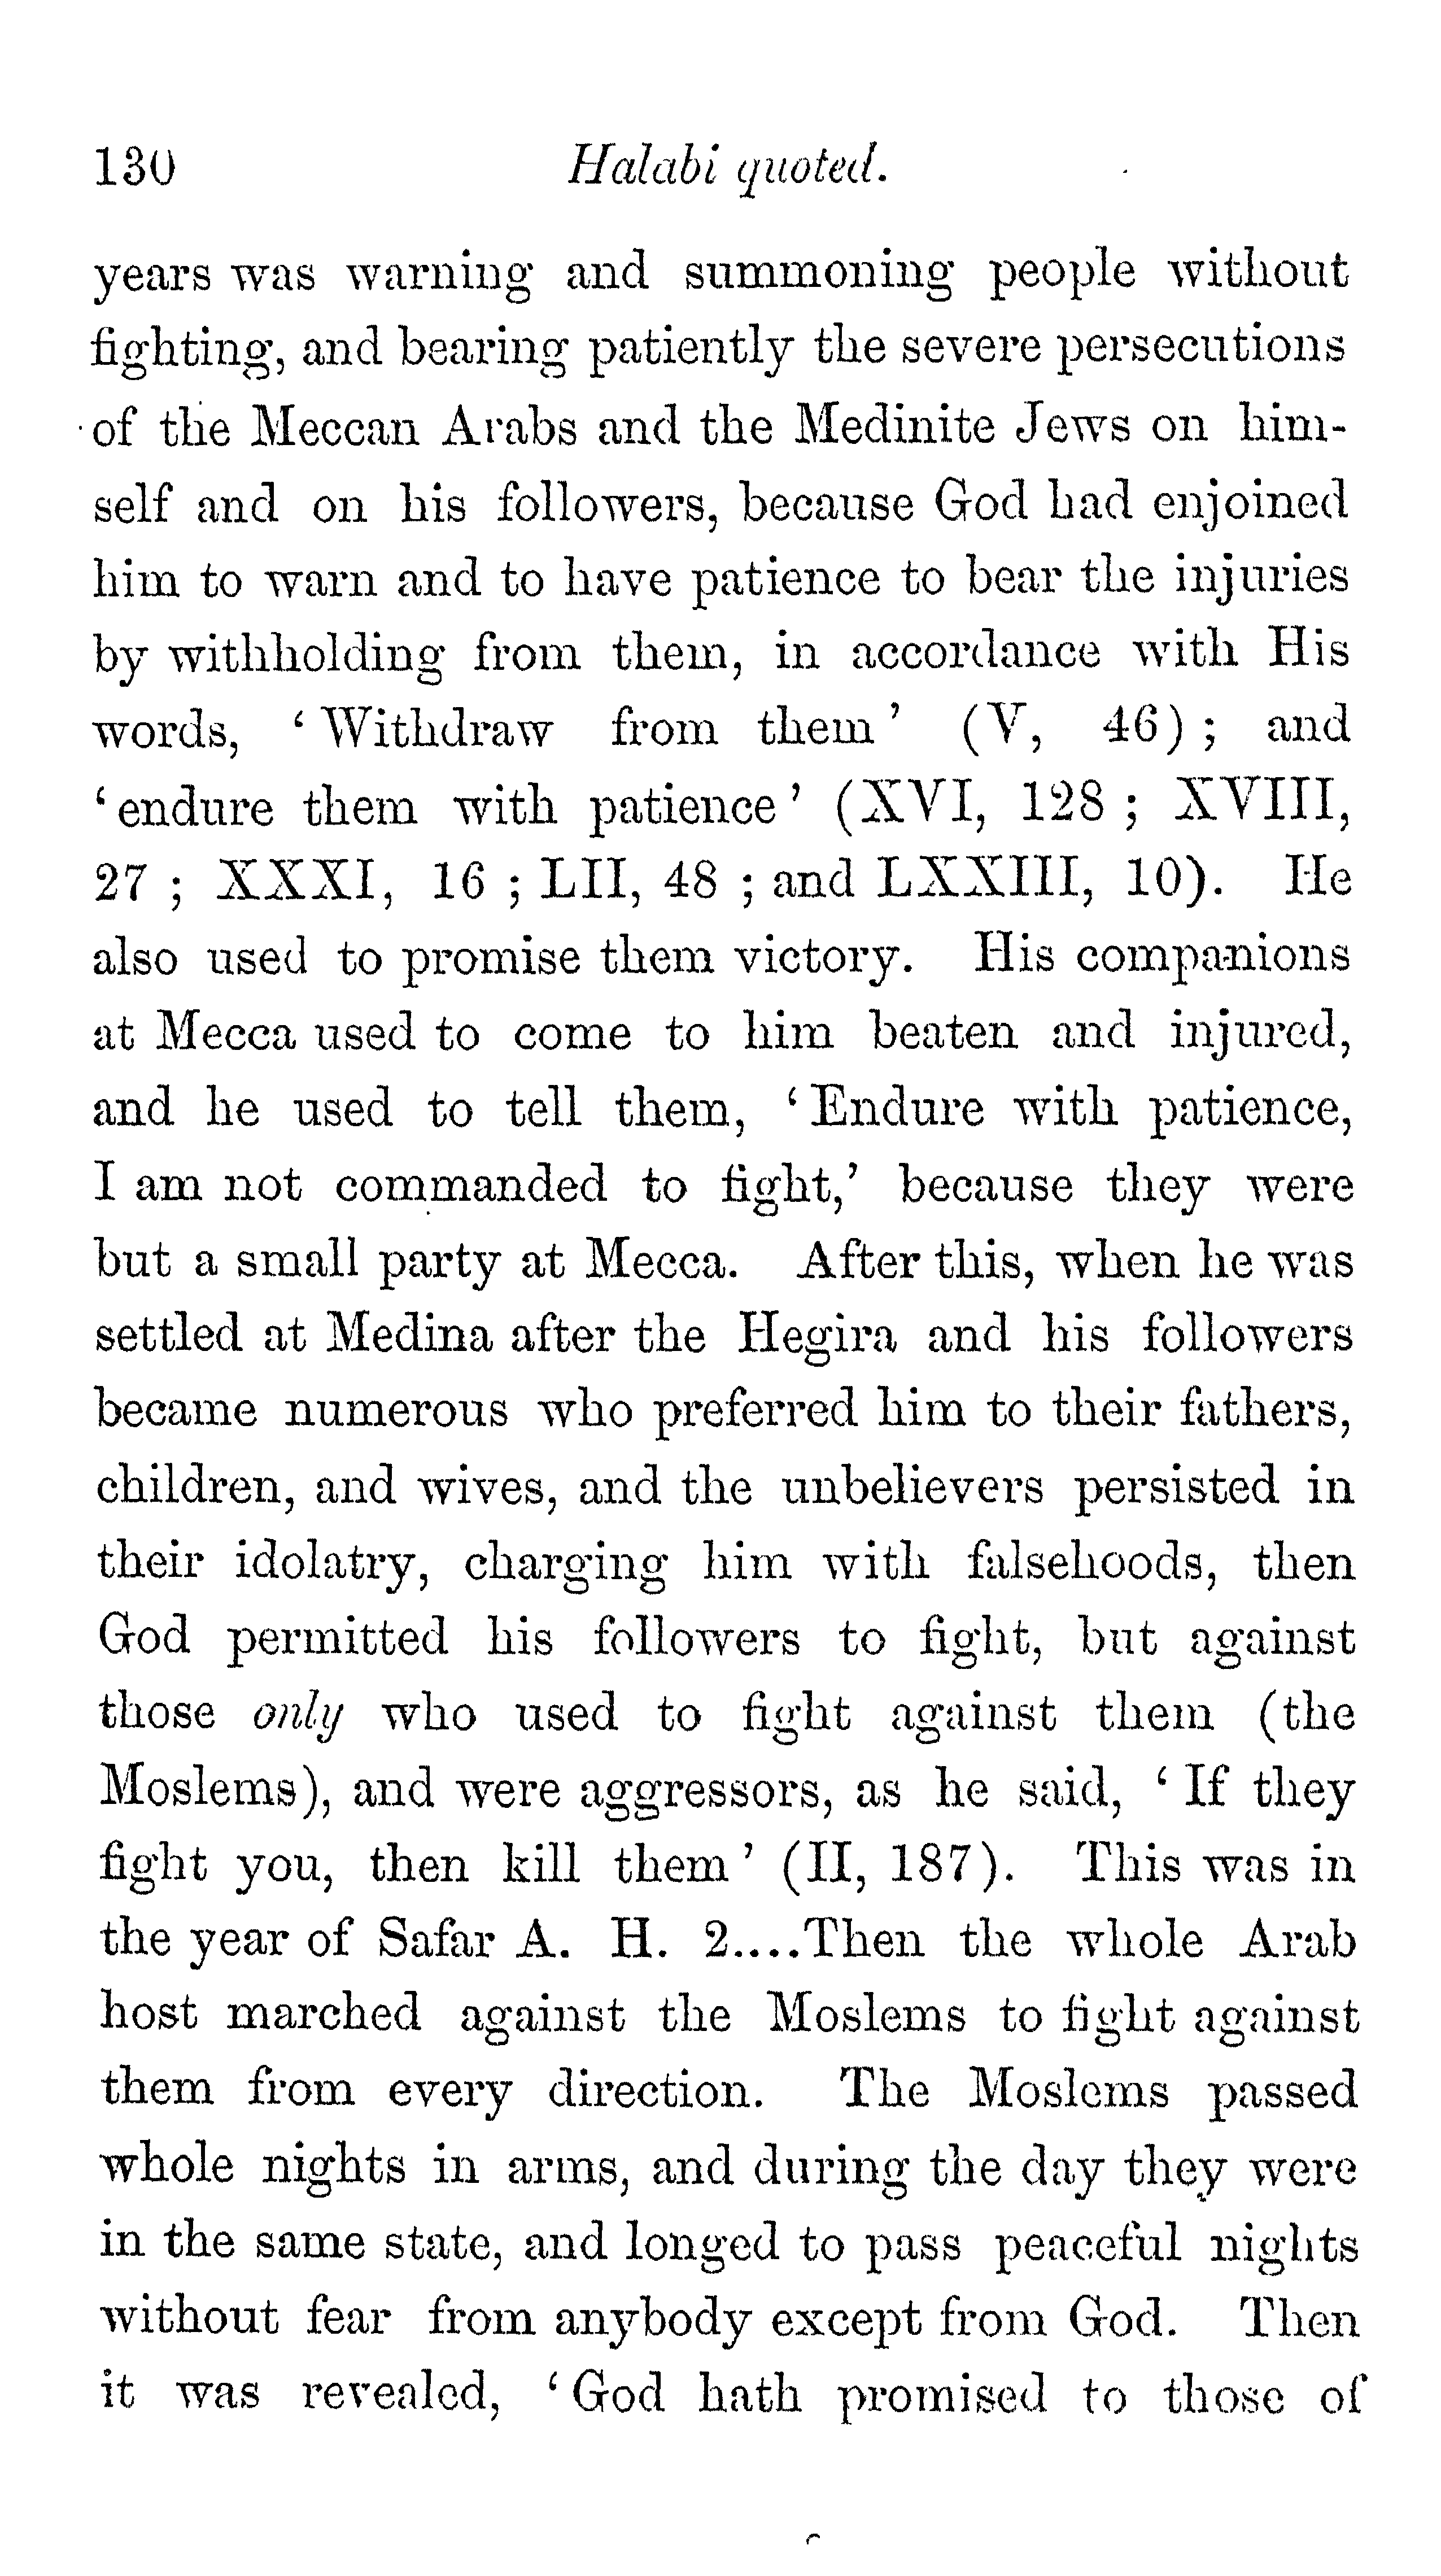 130 Halabi quoted.
years was warning and summoning people without
fighting, and bearing patiently the severe persecutions
of the Meccan Arabs and the Medinite Jews on him-
self and on his followers, because God had enjoined
him to warn and to have patience to bear the injuries
by withholding from them, in accordance with His
words, ‘Withdraw from them’ (V, 46); and
‘endure them with patience’ (XVI, 128; XVIII,
27; XXXI, 16; LII, 48; and LXXIII, 10). He
also used to promise them victory. His companions
at Mecca used to come to him beaten and injured,
and he used to tell them, ‘Endure with patience,
I am not commanded to fight,’ because they were
but a small party at Mecca. After this, when he was
settled at Medina after the Hegira and his followers
became numerous who preferred him to their fathers,
children, and wives, and the unbelievers persisted in
their idolatry, charging him with falsehoods, then
God permitted his followers to fight, but against
those only who used to fight against them (the
Moslems), and were aggressors, as he said, ‘If they
fight you, then kill them’ (II, 187). This was in
the year of Safar A. H. 2....Then the whole Arab
host marched against the Moslems to fight against
them from every direction. The Moslems passed
whole nights in arms, and during the day they were
in the same state, and longed to pass peaceful nights
without fear from anybody except from God. Then
it was revealed, ‘God hath promised to those of